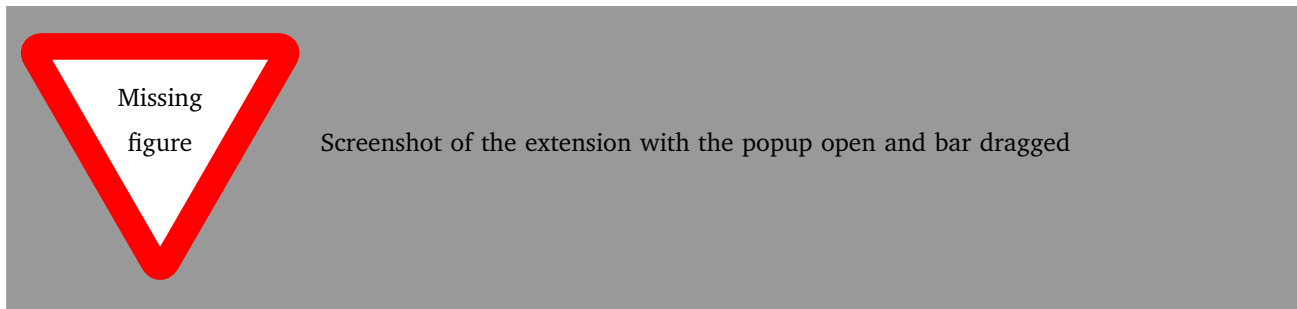 Missing
figure
Screenshot of the extension with the popup open and bar dragged